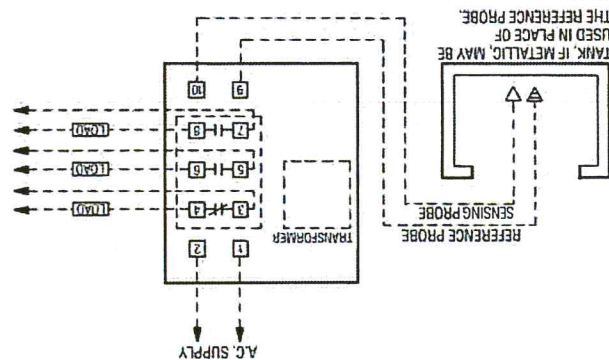 A.C. SUPPLY
1 2
REFERENCE PROBE
TRANSFORMER
SENSING PROBE
3 4 LOAD
5 6 LOAD
7 8 LOAD
9 10
TANK, IF METALLIC, MAY BE
USED IN PLACE OF
THE REFERENCE PROBE.